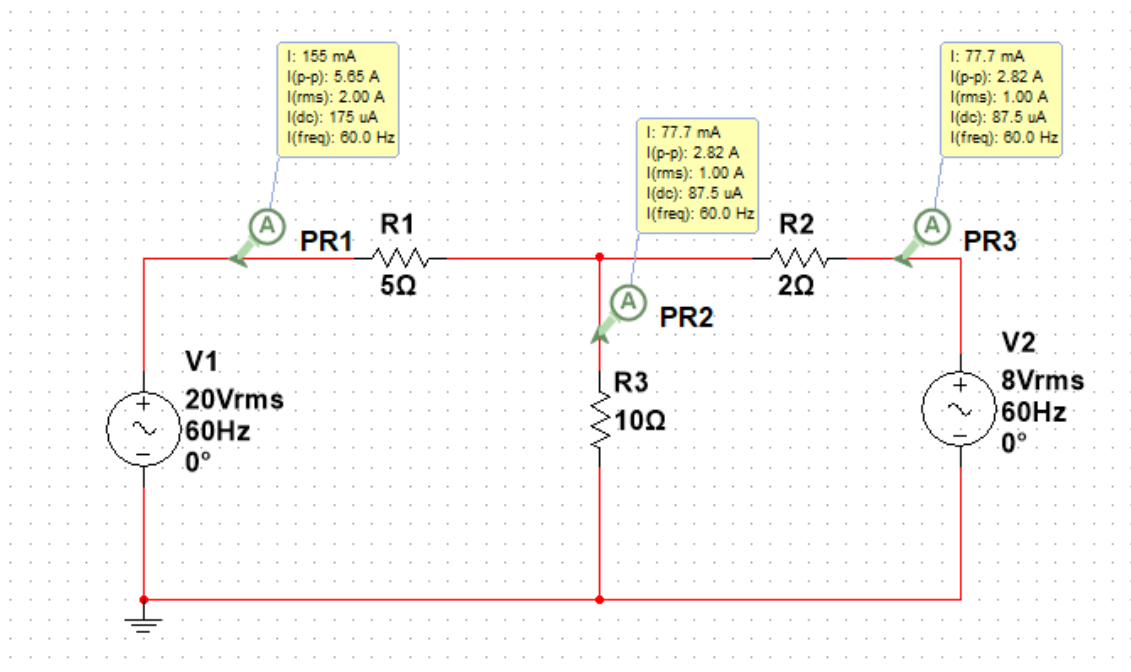 I: 155 mA
I(p-p): 5.65 A
I(rms): 2.00 A
I(dc): 175 uA
I(freq): 60.0 Hz
A
PR1
R1
5Ω
I: 77.7 mA
I(p-p): 2.82 A
I(rms): 1.00 A
I(dc): 87.5 uA
I(freq): 60.0 Hz
A
PR2
R2
2Ω
I: 77.7 mA
I(p-p): 2.82 A
I(rms): 1.00 A
I(dc): 87.5 uA
I(freq): 60.0 Hz
A
PR3
V1
20Vrms
60Hz
0°
R3
10Ω
V2
8Vrms
60Hz
0°